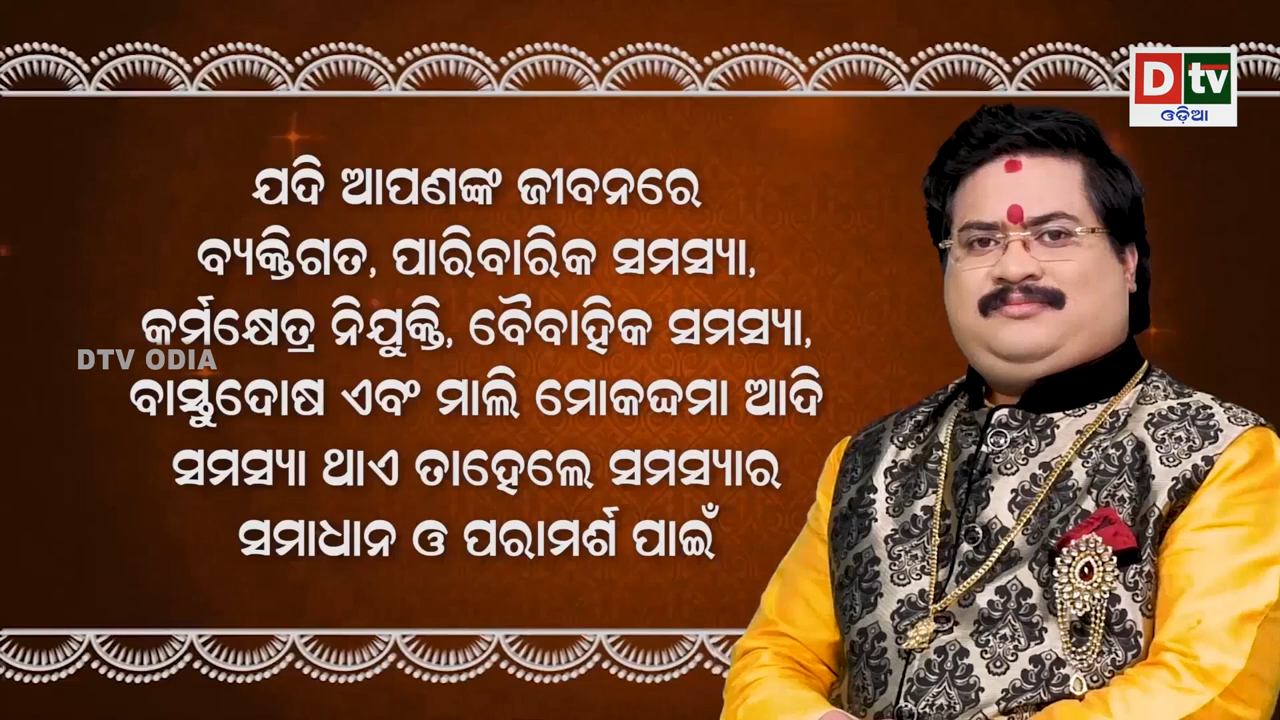 D tv
ଓଡ଼ିଆ
ଯଦି ଆପଣଙ୍କ ଜୀବନରେ
ବ୍ୟକ୍ତିଗତ, ପାରିବାରିକ ସମସ୍ୟା,
କର୍ମକ୍ଷେତ୍ର ନିଯୁକ୍ତି, ବୈବାହିକ ସମସ୍ୟା,
DTV ODIA
ବାସ୍ତୁଦୋଷ ଏବଂ ମାଲି ମୋକଦ୍ଦମା ଆଦି
ସମସ୍ୟା ଥାଏ ତାହେଲେ ସମସ୍ୟାର
ସମାଧାନ ଓ ପରାମର୍ଶ ପାଇଁ